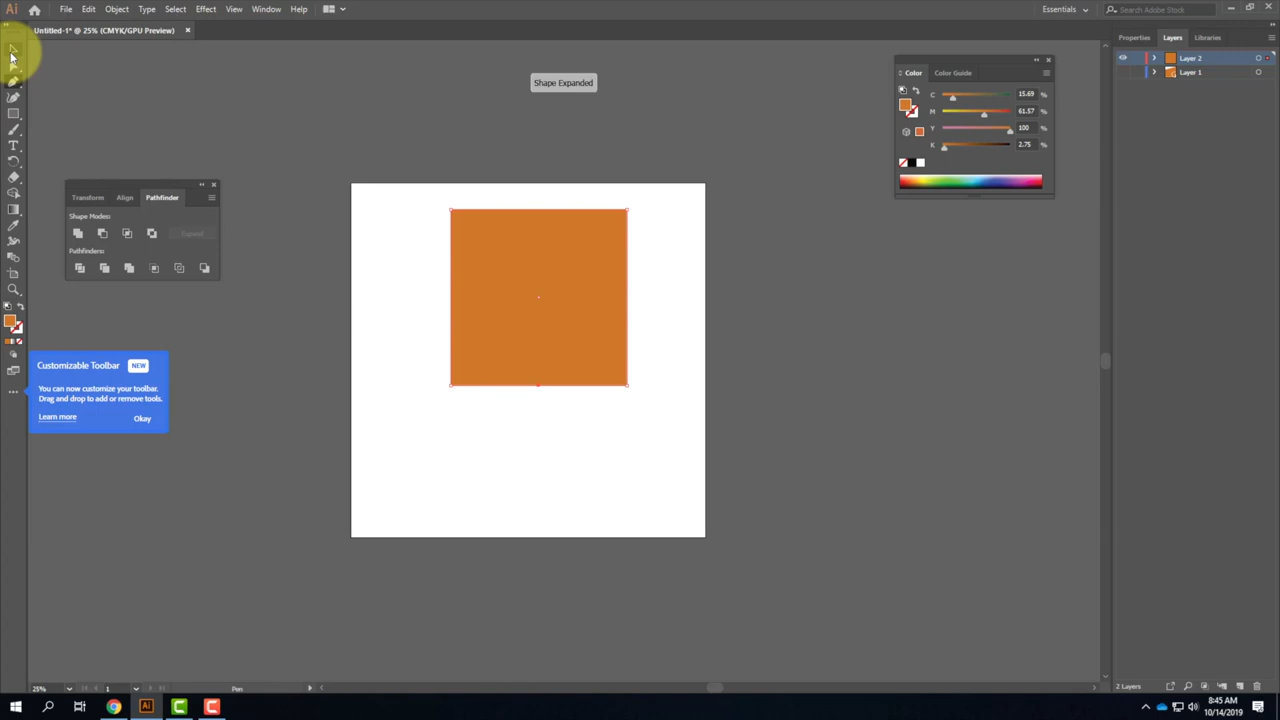 Ai File Edit Object Type Select Effect View Window Help Essentials Search Adobe Stock
Untitled-1* @ 25% (CMYK/GPU Preview)
Properties Layers Libraries
Layer 2
Layer 1
Shape Expanded
Color Color Guide
C 15.69 %
M 61.57 %
Y 100 %
K 2.75 %
Transform Align Pathfinder
Shape Modes:
Expand
Pathfinders:
Customizable Toolbar NEW
You can now customize your toolbar.
Drag and drop to add or remove tools.
Learn more Okay
25% 1 Pen 2 Layers
Ai 8:45 AM
10/14/2019